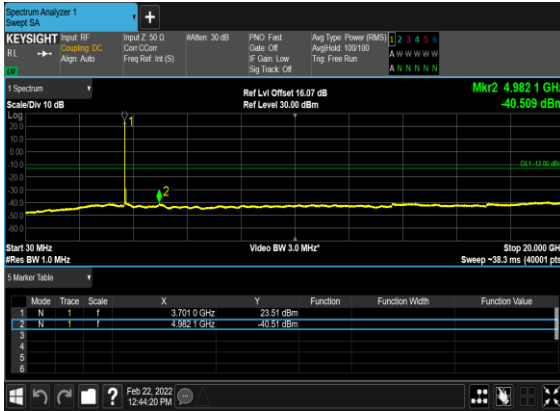 Spectrum Analyzer 1
Swept SA
+
KEYSIGHT Input: RF Input Z: 50 Ω #Atten: 30 dB PNO: Fast Avg Type: Power (RMS) 1 2 3 4 5 6
RL Coupling: DC Corr CCorr Gate: Off Avg|Hold: 100/100 A W W W W W
Align: Auto Freq Ref: Int (S) IF Gain: Low Trig: Free Run
Sig Track: Off A N N N N N
1 Spectrum
Scale/Div 10 dB
Ref Lvl Offset 16.07 dB
Ref Level 30.00 dBm
Mkr2 4.982 1 GHz
-40.509 dBm
Log
20.0
10.0
0.00
-10.0
-20.0
-30.0
-40.0
-50.0
-60.0
1
2
DL1 -13.00 dBm
Start 30 MHz Video BW 3.0 MHz* Stop 20.000 GHz
#Res BW 1.0 MHz Sweep ~38.3 ms (40001 pts)
5 Marker Table
Mode Trace Scale X Y Function Function Width Function Value
1 N 1 f 3.701 0 GHz 23.51 dBm
2 N 1 f 4.982 1 GHz -40.51 dBm
3
4
5
6
? Feb 22, 2022
12:44:20 PM